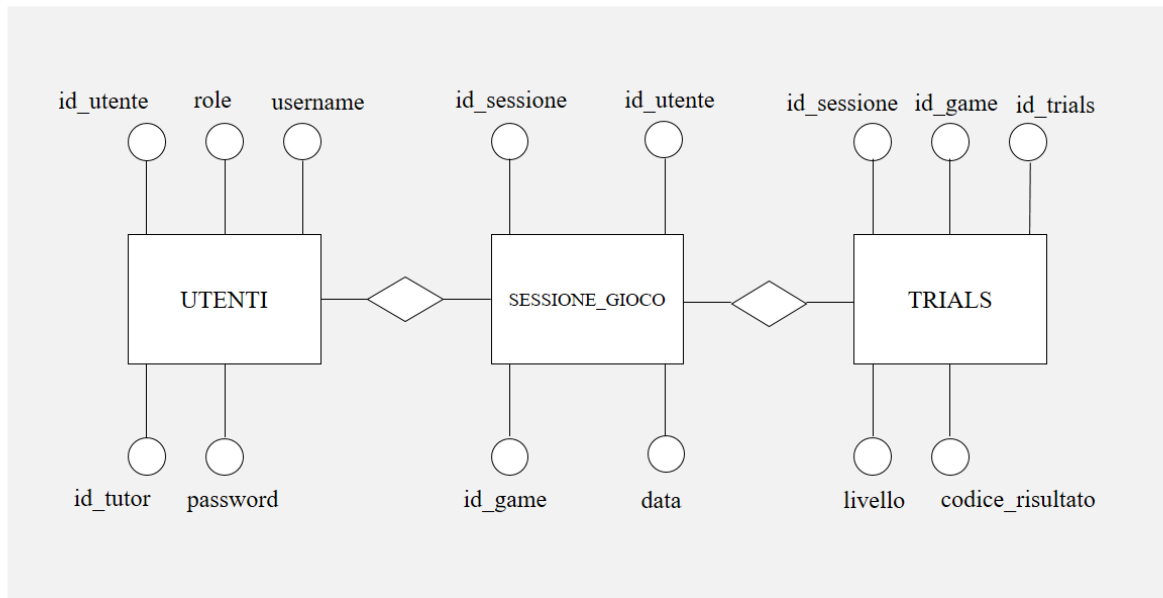 id_utente role username id_sessione id_utente id_sessione id_game id_trials
UTENTI SESSIONE_GIOCO TRIALS
id_tutor password id_game data livello codice_risultato